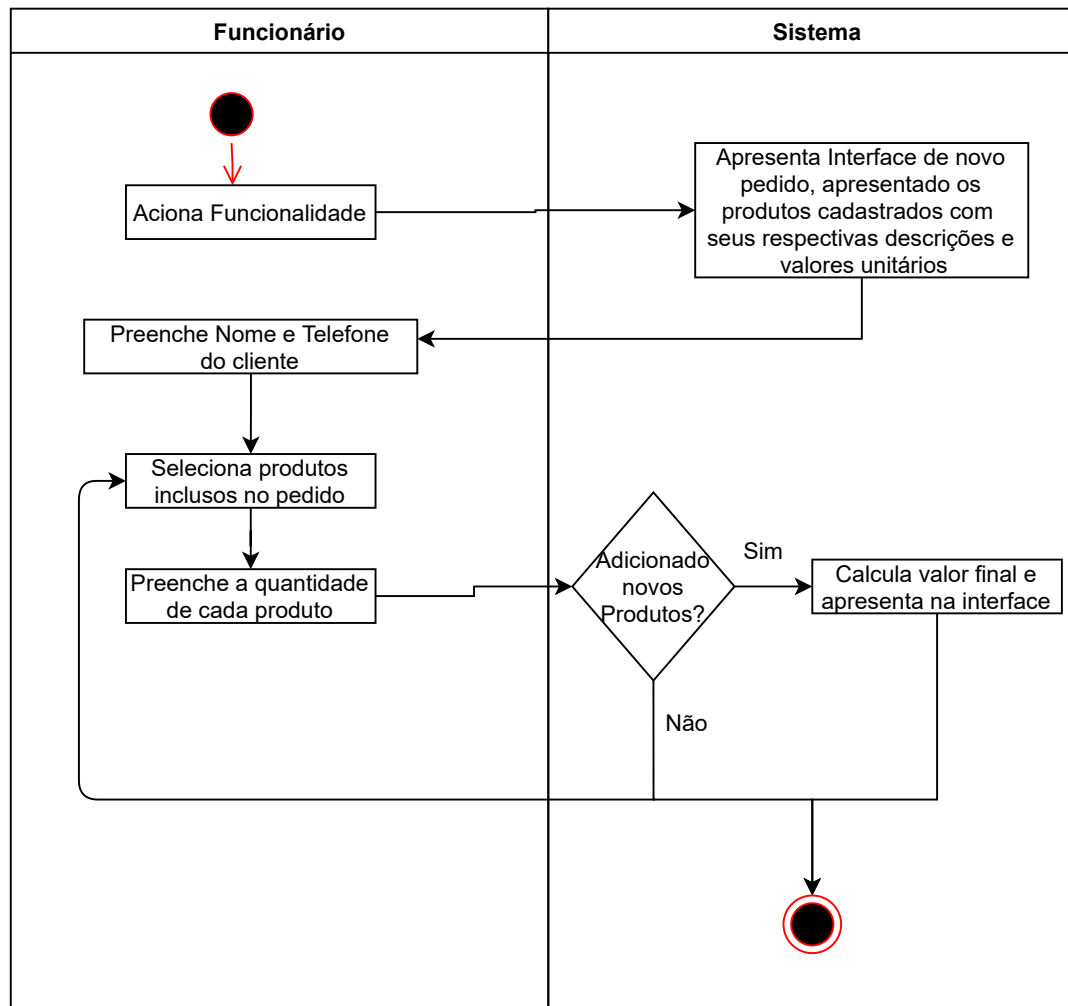 Funcionário
Sistema
Aciona Funcionalidade
Apresenta Interface de novo
pedido, apresentado os
produtos cadastrados com
seus respectivas descrições e
valores unitários
Preenche Nome e Telefone
do cliente
Seleciona produtos
inclusos no pedido
Preenche a quantidade
de cada produto
Adicionado
novos
Produtos?
Sim
Calcula valor final e
apresenta na interface
Não